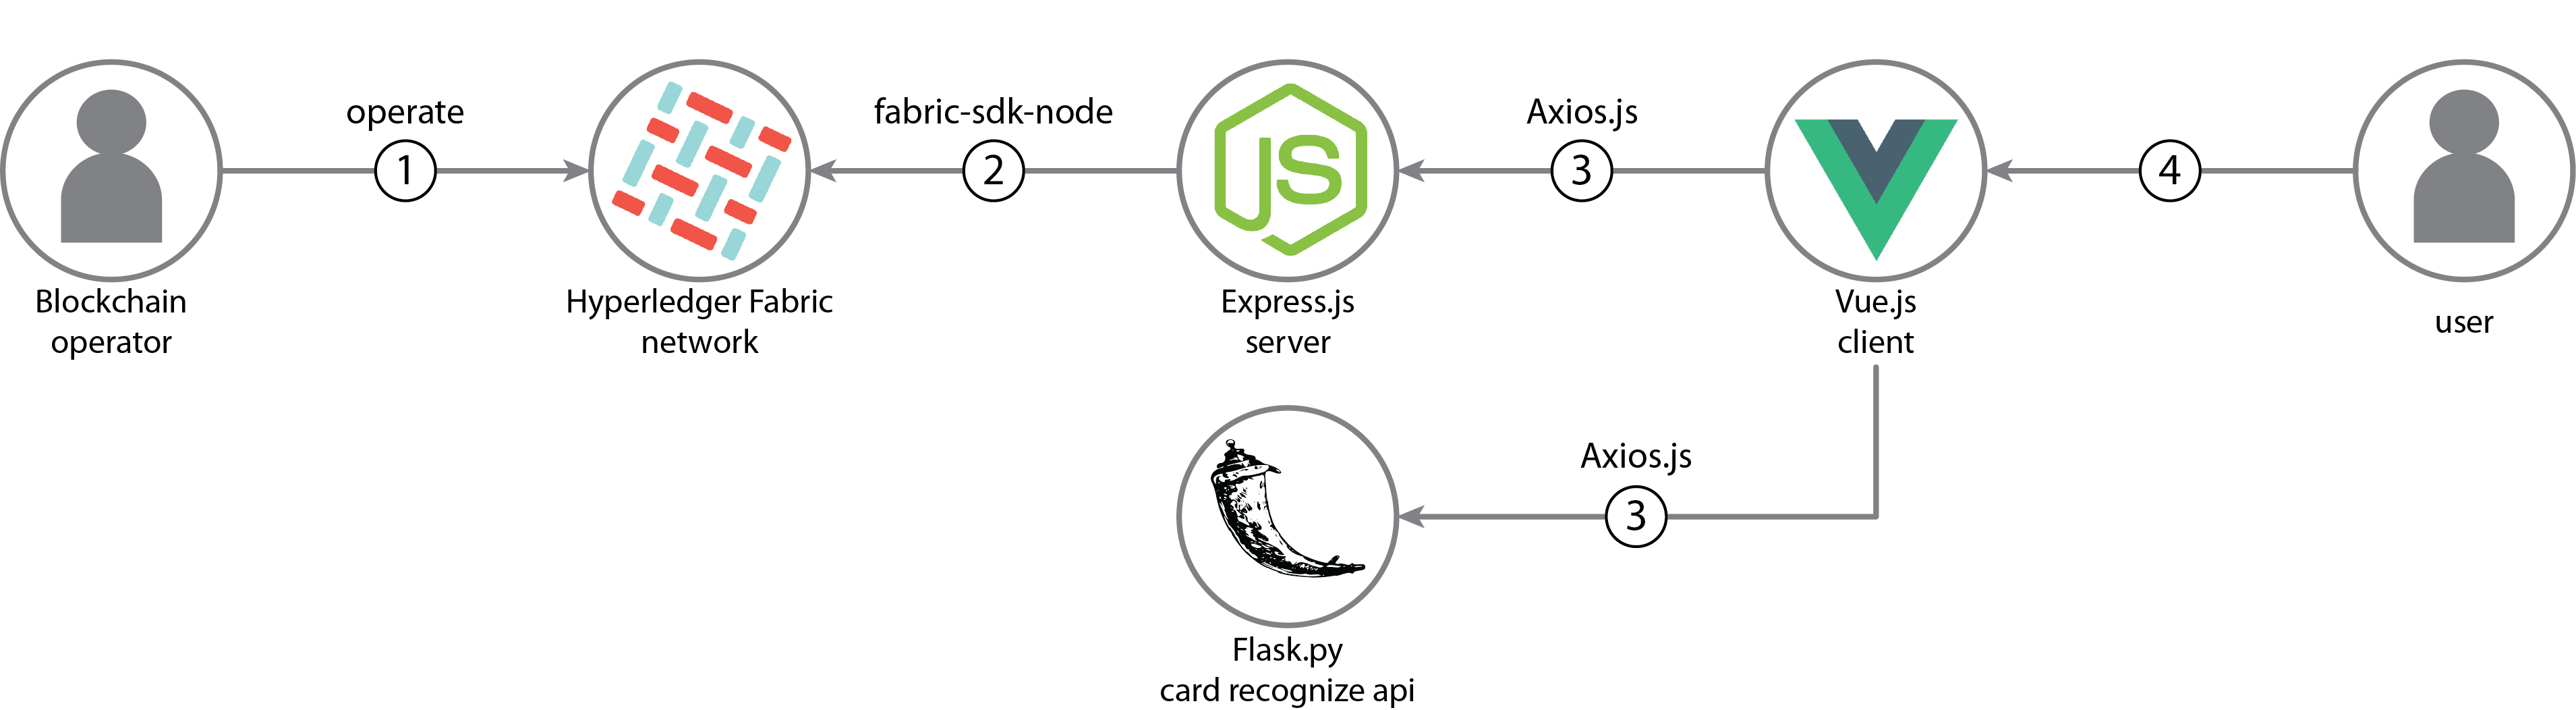 operate
1
fabric-sdk-node
2
Axios.js
3
4
JS
Blockchain
operator
Hyperledger Fabric
network
Express.js
server
Vue.js
client
user
Axios.js
3
Flask.py
card recognize api